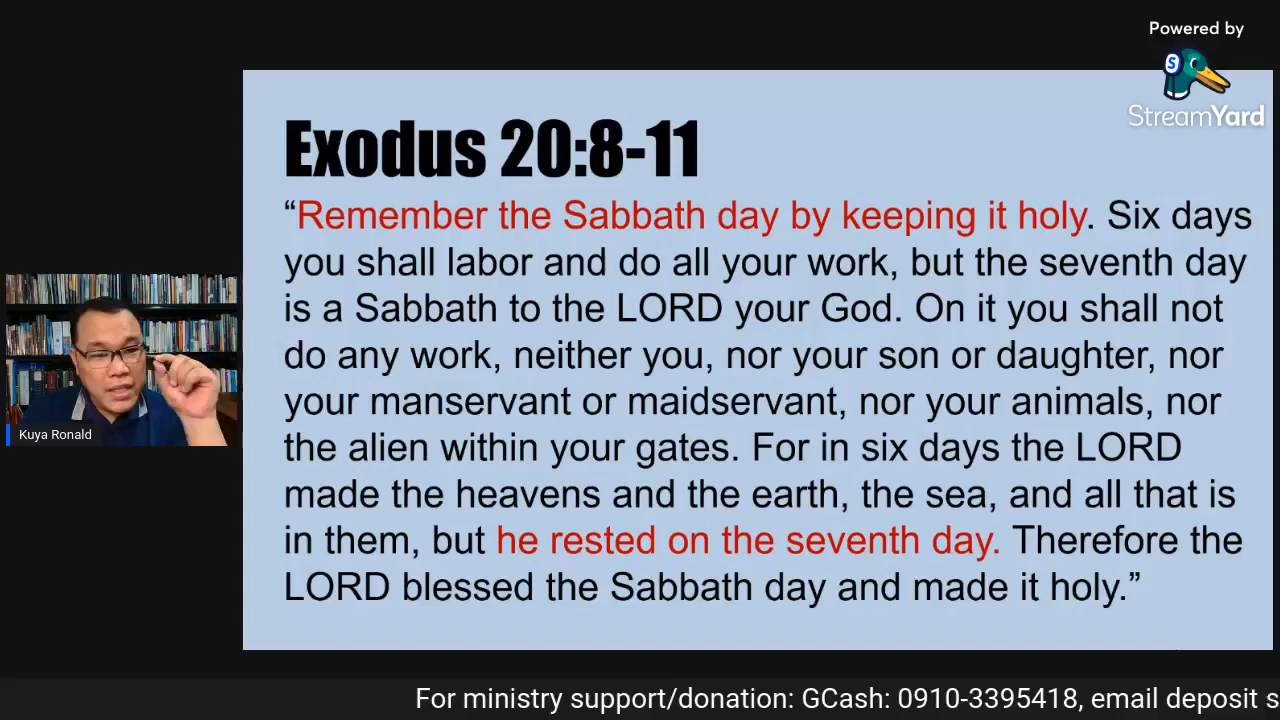 Powered by
S
StreamYard
Exodus 20:8-11
“Remember the Sabbath day by keeping it holy. Six days
you shall labor and do all your work, but the seventh day
is a Sabbath to the LORD your God. On it you shall not
do any work, neither you, nor your son or daughter, nor
your manservant or maidservant, nor your animals, nor
the alien within your gates. For in six days the LORD
made the heavens and the earth, the sea, and all that is
in them, but he rested on the seventh day. Therefore the
LORD blessed the Sabbath day and made it holy.”
Kuya Ronald
For ministry support/donation: GCash: 0910-3395418, email deposit s